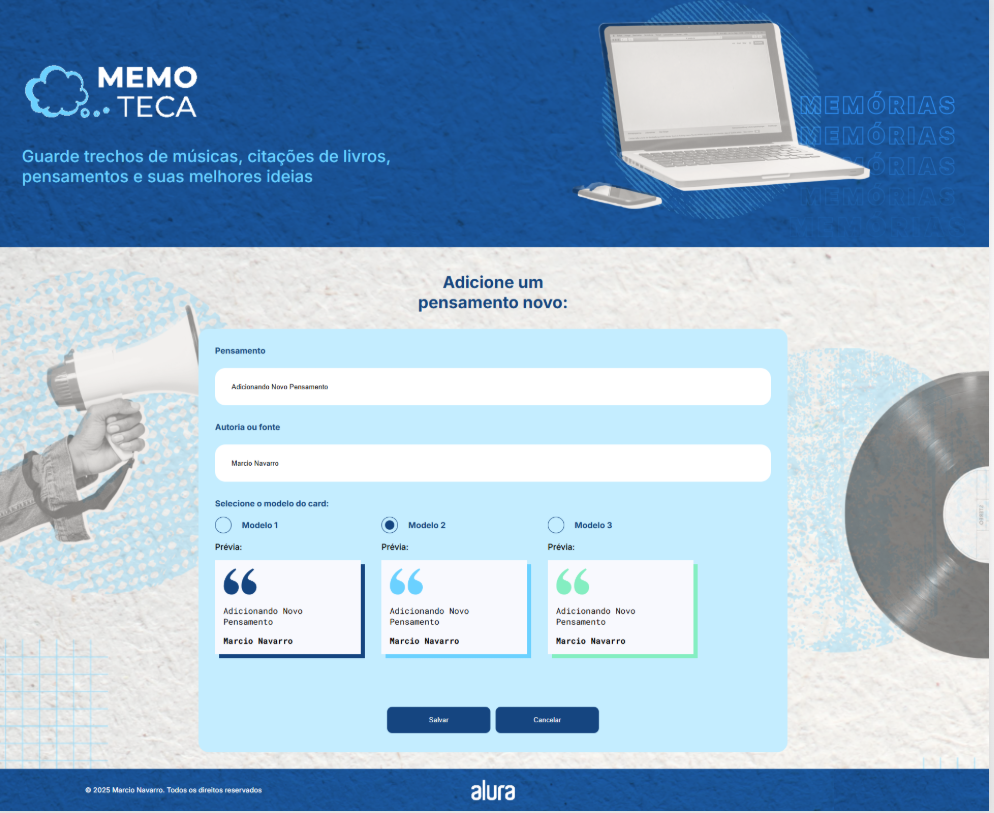 MEMO
TECA
Guarde trechos de músicas, citações de livros,
pensamentos e suas melhores ideias
MEMÓRIAS
MEMÓRIAS
MEMÓRIAS
MEMÓRIAS
Adicione um
pensamento novo:
Pensamento
Adicionando Novo Pensamento
Autoria ou fonte
Marcio Navarro
Selecione o modelo do card:
Modelo 1 Modelo 2 Modelo 3
Prévia: Prévia: Prévia:
Adicionando Novo
Pensamento
Marcio Navarro
Adicionando Novo
Pensamento
Marcio Navarro
Adicionando Novo
Pensamento
Marcio Navarro
Salvar Cancelar
© 2025 Marcio Navarro. Todos os direitos reservados
alura